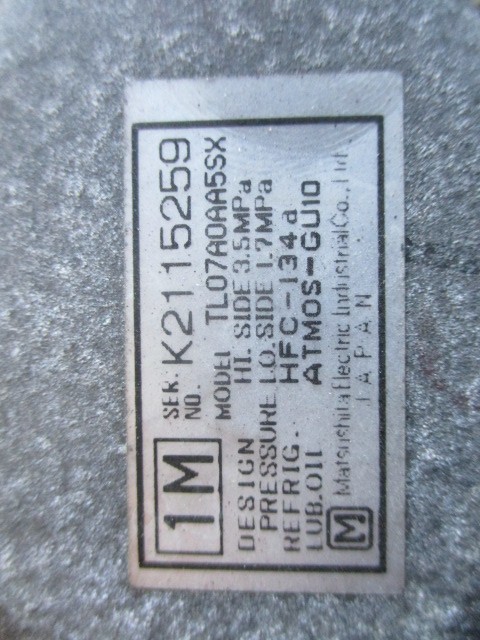 1M SER. NO. K2115259
MODEL TL07A0AA5SX
DESIGN PRESSURE HI. SIDE 3.5MPa
LO. SIDE 1.7MPa
REFRIG. HFC-134a
LUB.OIL ATMOS-GU10
M Matsushita Electric Industrial Co., Ltd.
JAPAN